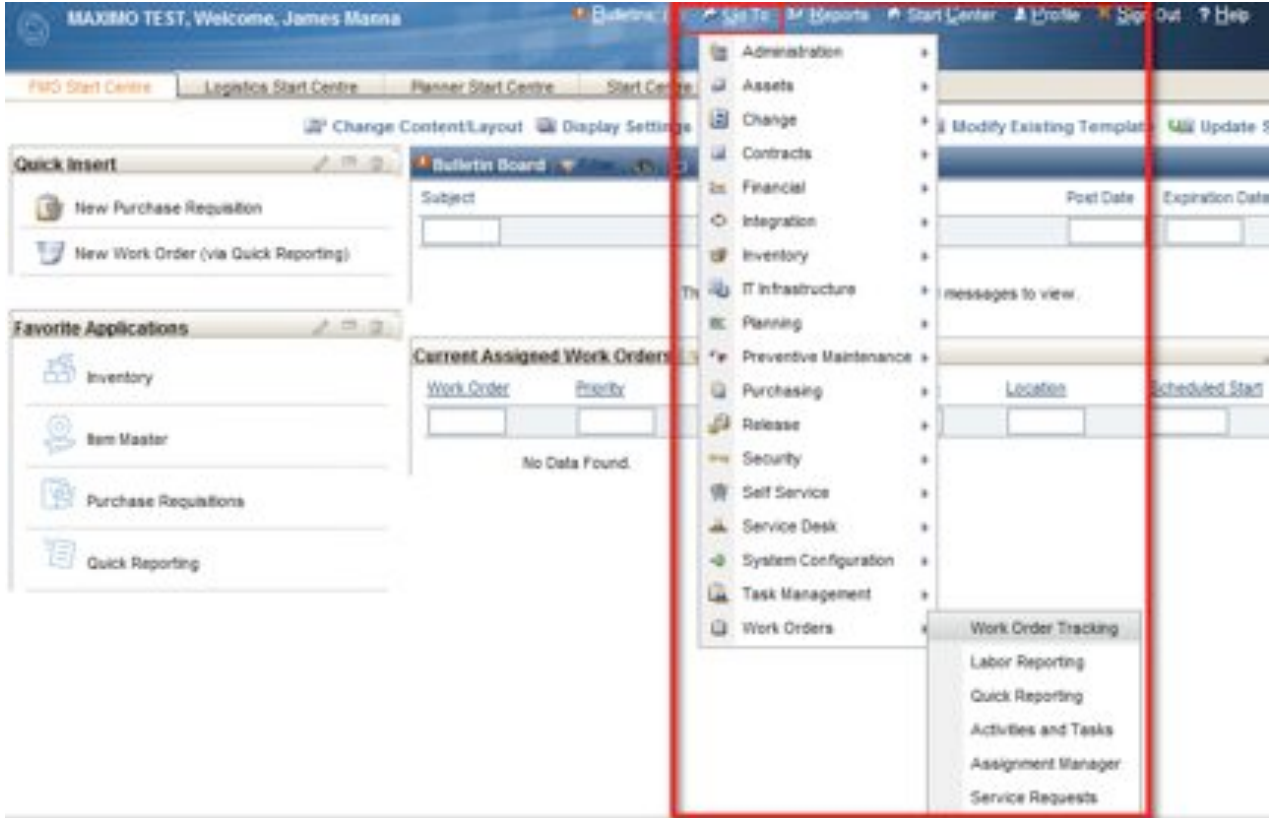 MAXIMO TEST, Welcome, James Manna
Bulletins: Go To Reports Start Center Profile Sign Out ? Help
FMO Start Centre Logistics Start Centre Planner Start Centre Start Cen
Change Content/Layout Display Settings Modify Existing Template Update S
Quick Insert
New Purchase Requisition
New Work Order (via Quick Reporting)
Favorite Applications
Inventory
Item Master
Purchase Requisitions
Quick Reporting
Bulletin Board Filter
Subject Post Date Expiration Date
Th messages to view.
Current Assigned Work Orders
Work Order Priority Location Scheduled Start
No Data Found.
Administration
Assets
Change
Contracts
Financial
Integration
Inventory
IT Infrastructure
Planning
Preventive Maintenance
Purchasing
Release
Security
Self Service
Service Desk
System Configuration
Task Management
Work Orders
Work Order Tracking
Labor Reporting
Quick Reporting
Activities and Tasks
Assignment Manager
Service Requests